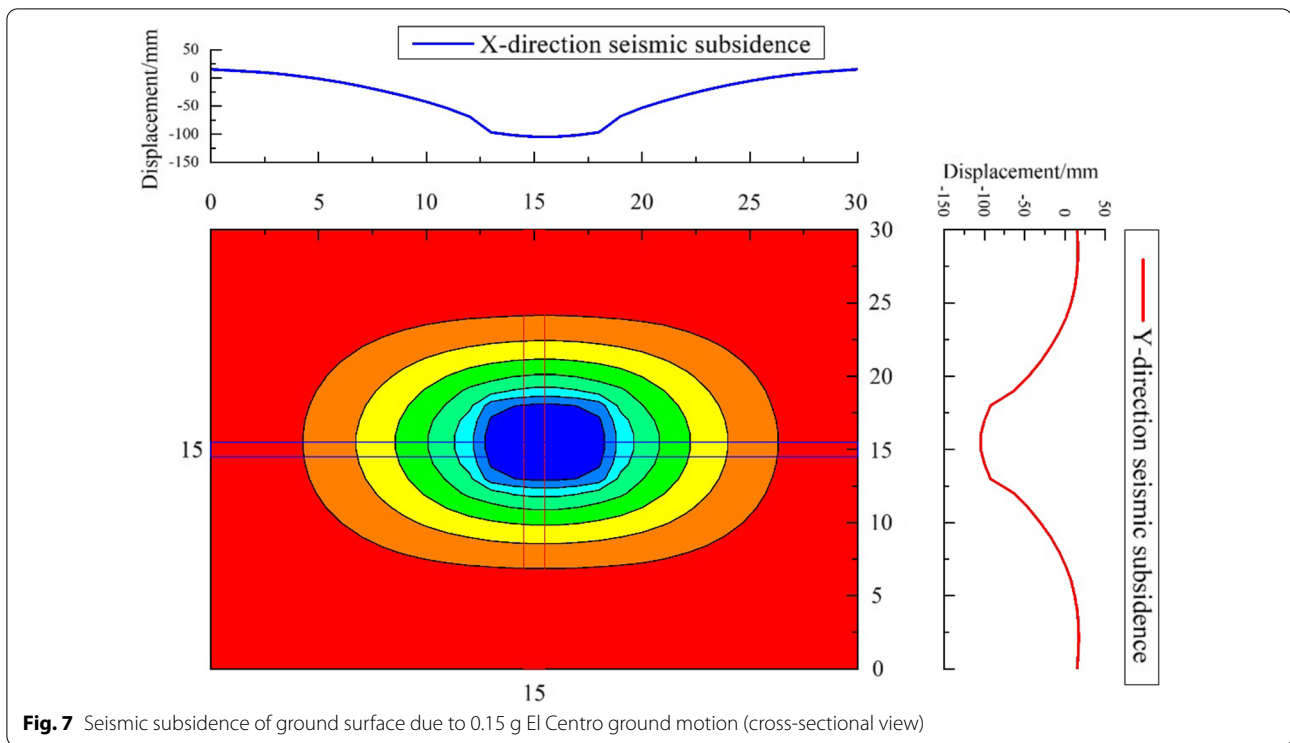 X-direction seismic subsidence
Displacement/mm
50
0
-50
-100
-150
0 5 10 15 20 25 30
Displacement/mm
-150 -100 -50 0 50
30
25
20
15
10
5
0
15
15
Y-direction seismic subsidence
Fig. 7 Seismic subsidence of ground surface due to 0.15 g El Centro ground motion (cross-sectional view)